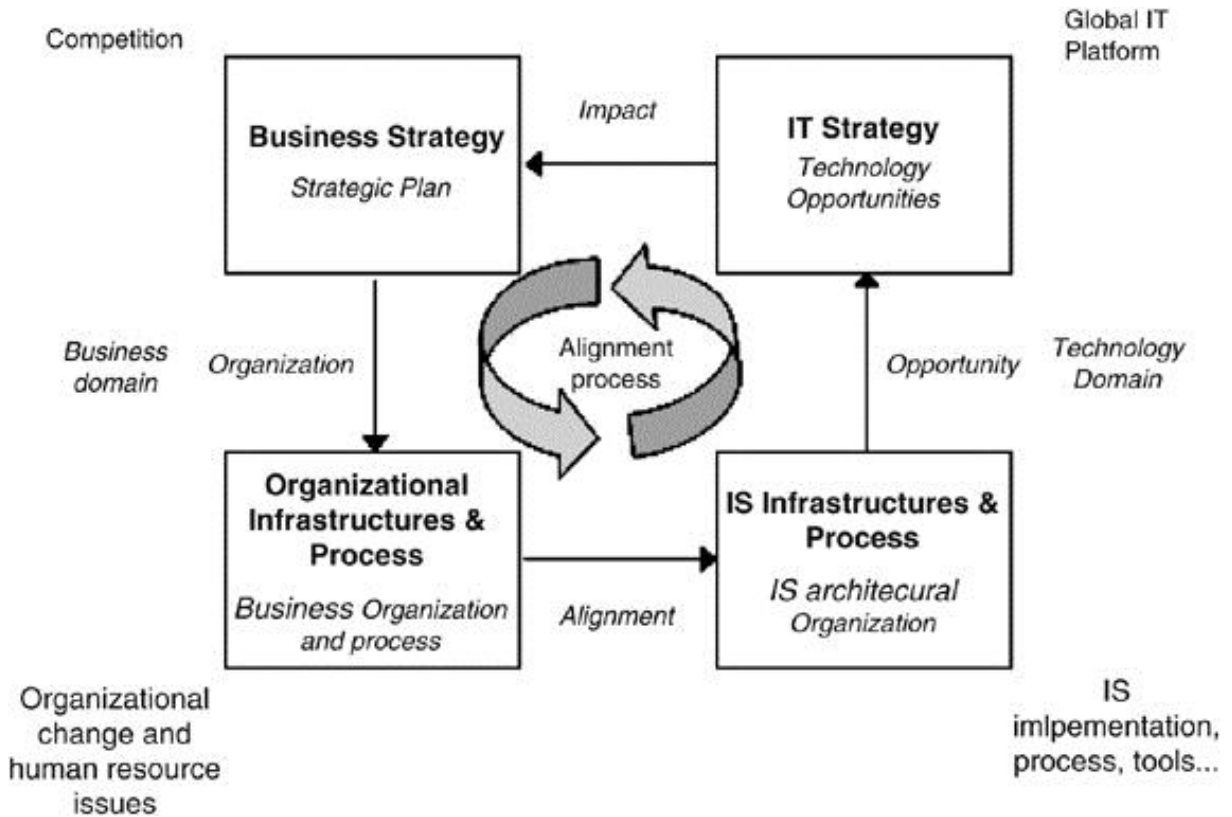 Competition
Global IT
Platform
Business Strategy
Strategic Plan
Impact
IT Strategy
Technology
Opportunities
Business
domain
Organization
Alignment
process
Opportunity
Technology
Domain
Organizational
Infrastructures &
Process
Business Organization
and process
Alignment
IS Infrastructures &
Process
IS architecural
Organization
Organizational
change and
human resource
issues
IS
imlpementation,
process, tools...